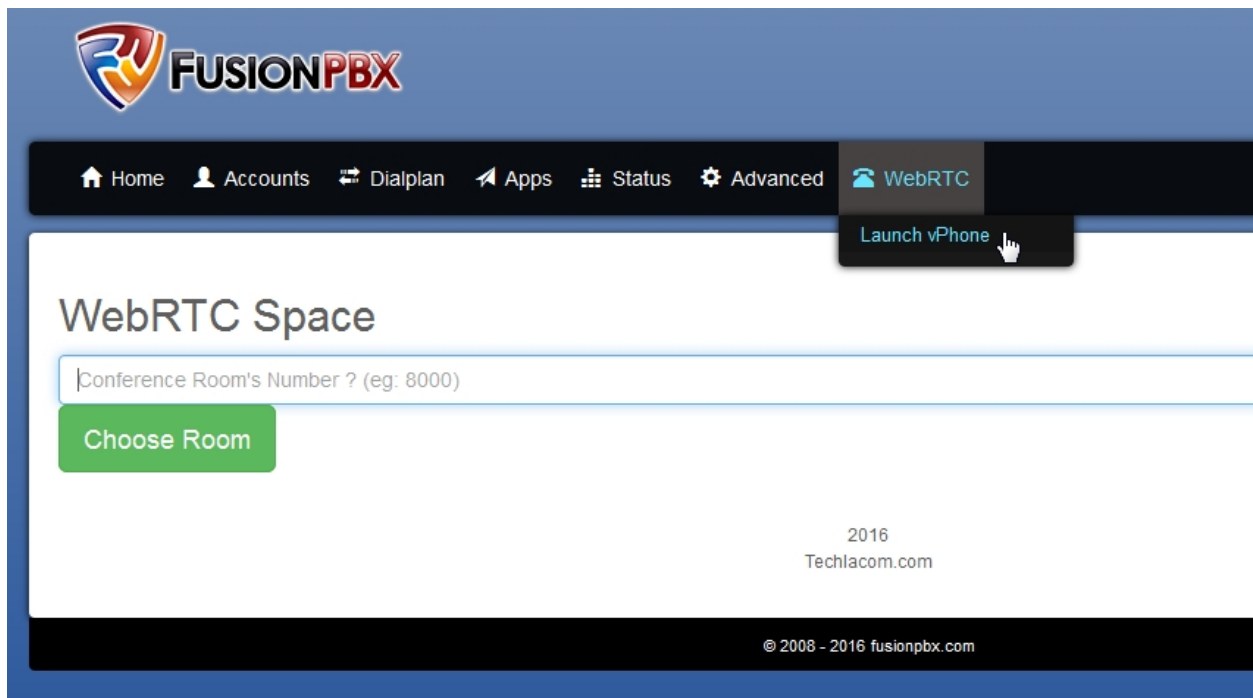 FUSIONPBX
Home Accounts Dialplan Apps Status Advanced WebRTC
Launch vPhone
WebRTC Space
Conference Room's Number ? (eg: 8000)
Choose Room
2016
Techlacom.com
© 2008 - 2016 fusionpbx.com